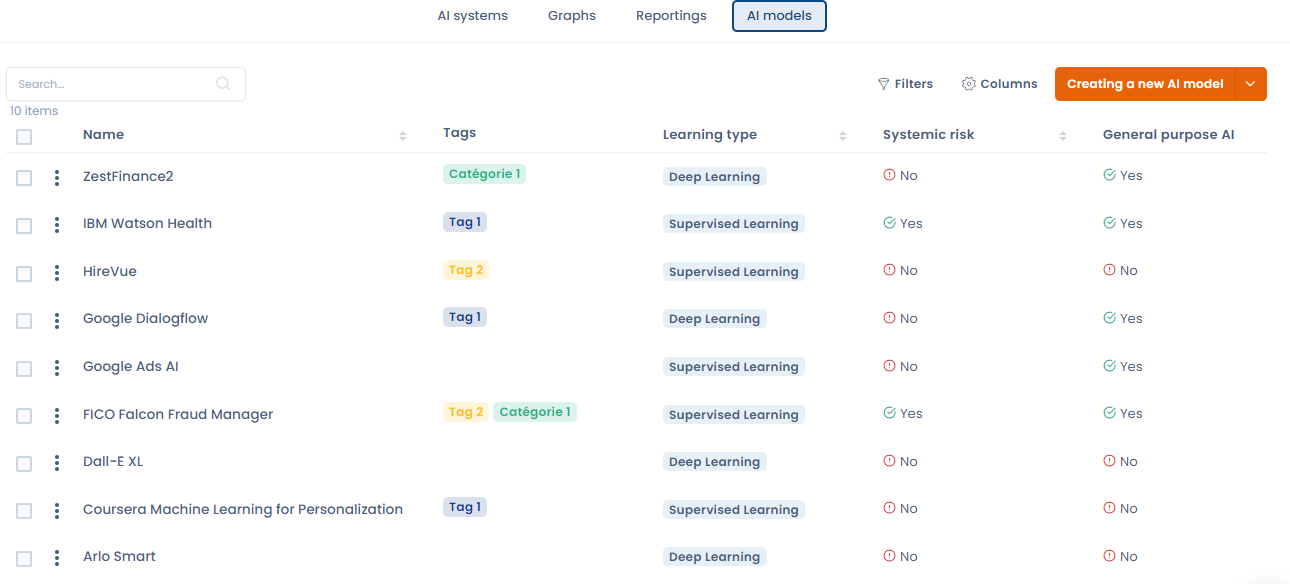 AI systems Graphs Reportings AI models
Search... Filters Columns Creating a new AI model
10 items
Name Tags Learning type Systemic risk General purpose AI
ZestFinance2 Catégorie 1 Deep Learning No Yes
IBM Watson Health Tag 1 Supervised Learning Yes Yes
HireVue Tag 2 Supervised Learning No No
Google Dialogflow Tag 1 Deep Learning No Yes
Google Ads AI Supervised Learning No Yes
FICO Falcon Fraud Manager Tag 2 Catégorie 1 Supervised Learning Yes Yes
Dall-E XL Deep Learning No No
Coursera Machine Learning for Personalization Tag 1 Supervised Learning No No
Arlo Smart Deep Learning No No